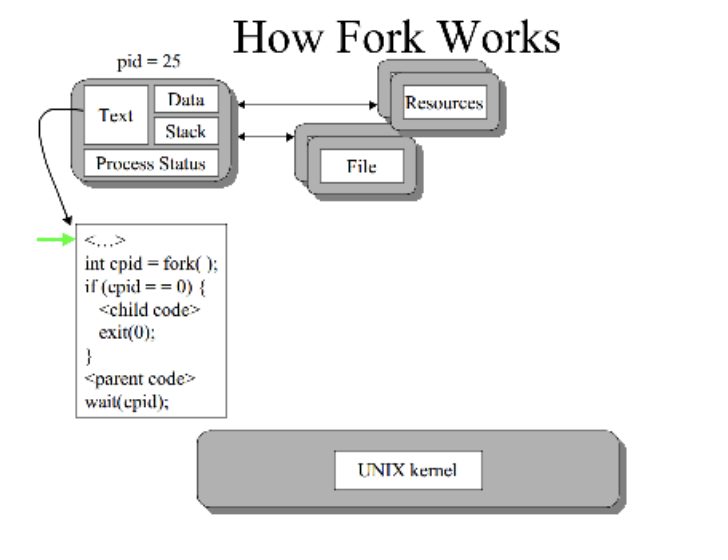 How Fork Works
pid = 25
Text
Data
Stack
Process Status
Resources
File
<...>
int cpid = fork( );
if (cpid = = 0) {
<child code>
exit(0);
}
<parent code>
wait(cpid);
UNIX kernel